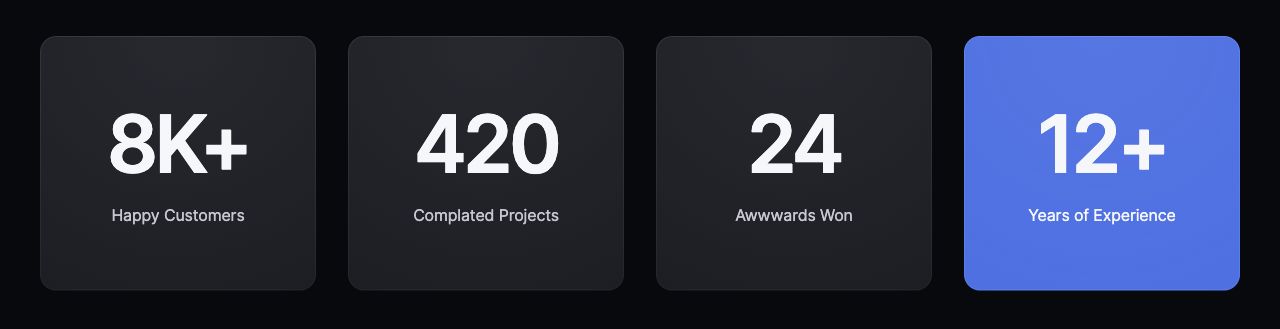 8K+
Happy Customers
420
Complated Projects
24
Awwwards Won
12+
Years of Experience